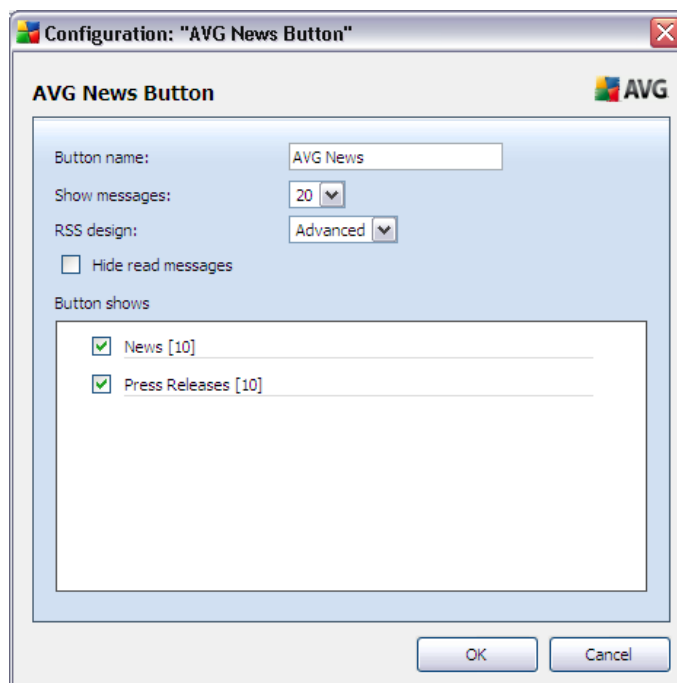 Configuration: "AVG News Button"
AVG News Button
AVG
Button name: AVG News
Show messages: 20
RSS design: Advanced
Hide read messages
Button shows
News [10]
Press Releases [10]
OK Cancel